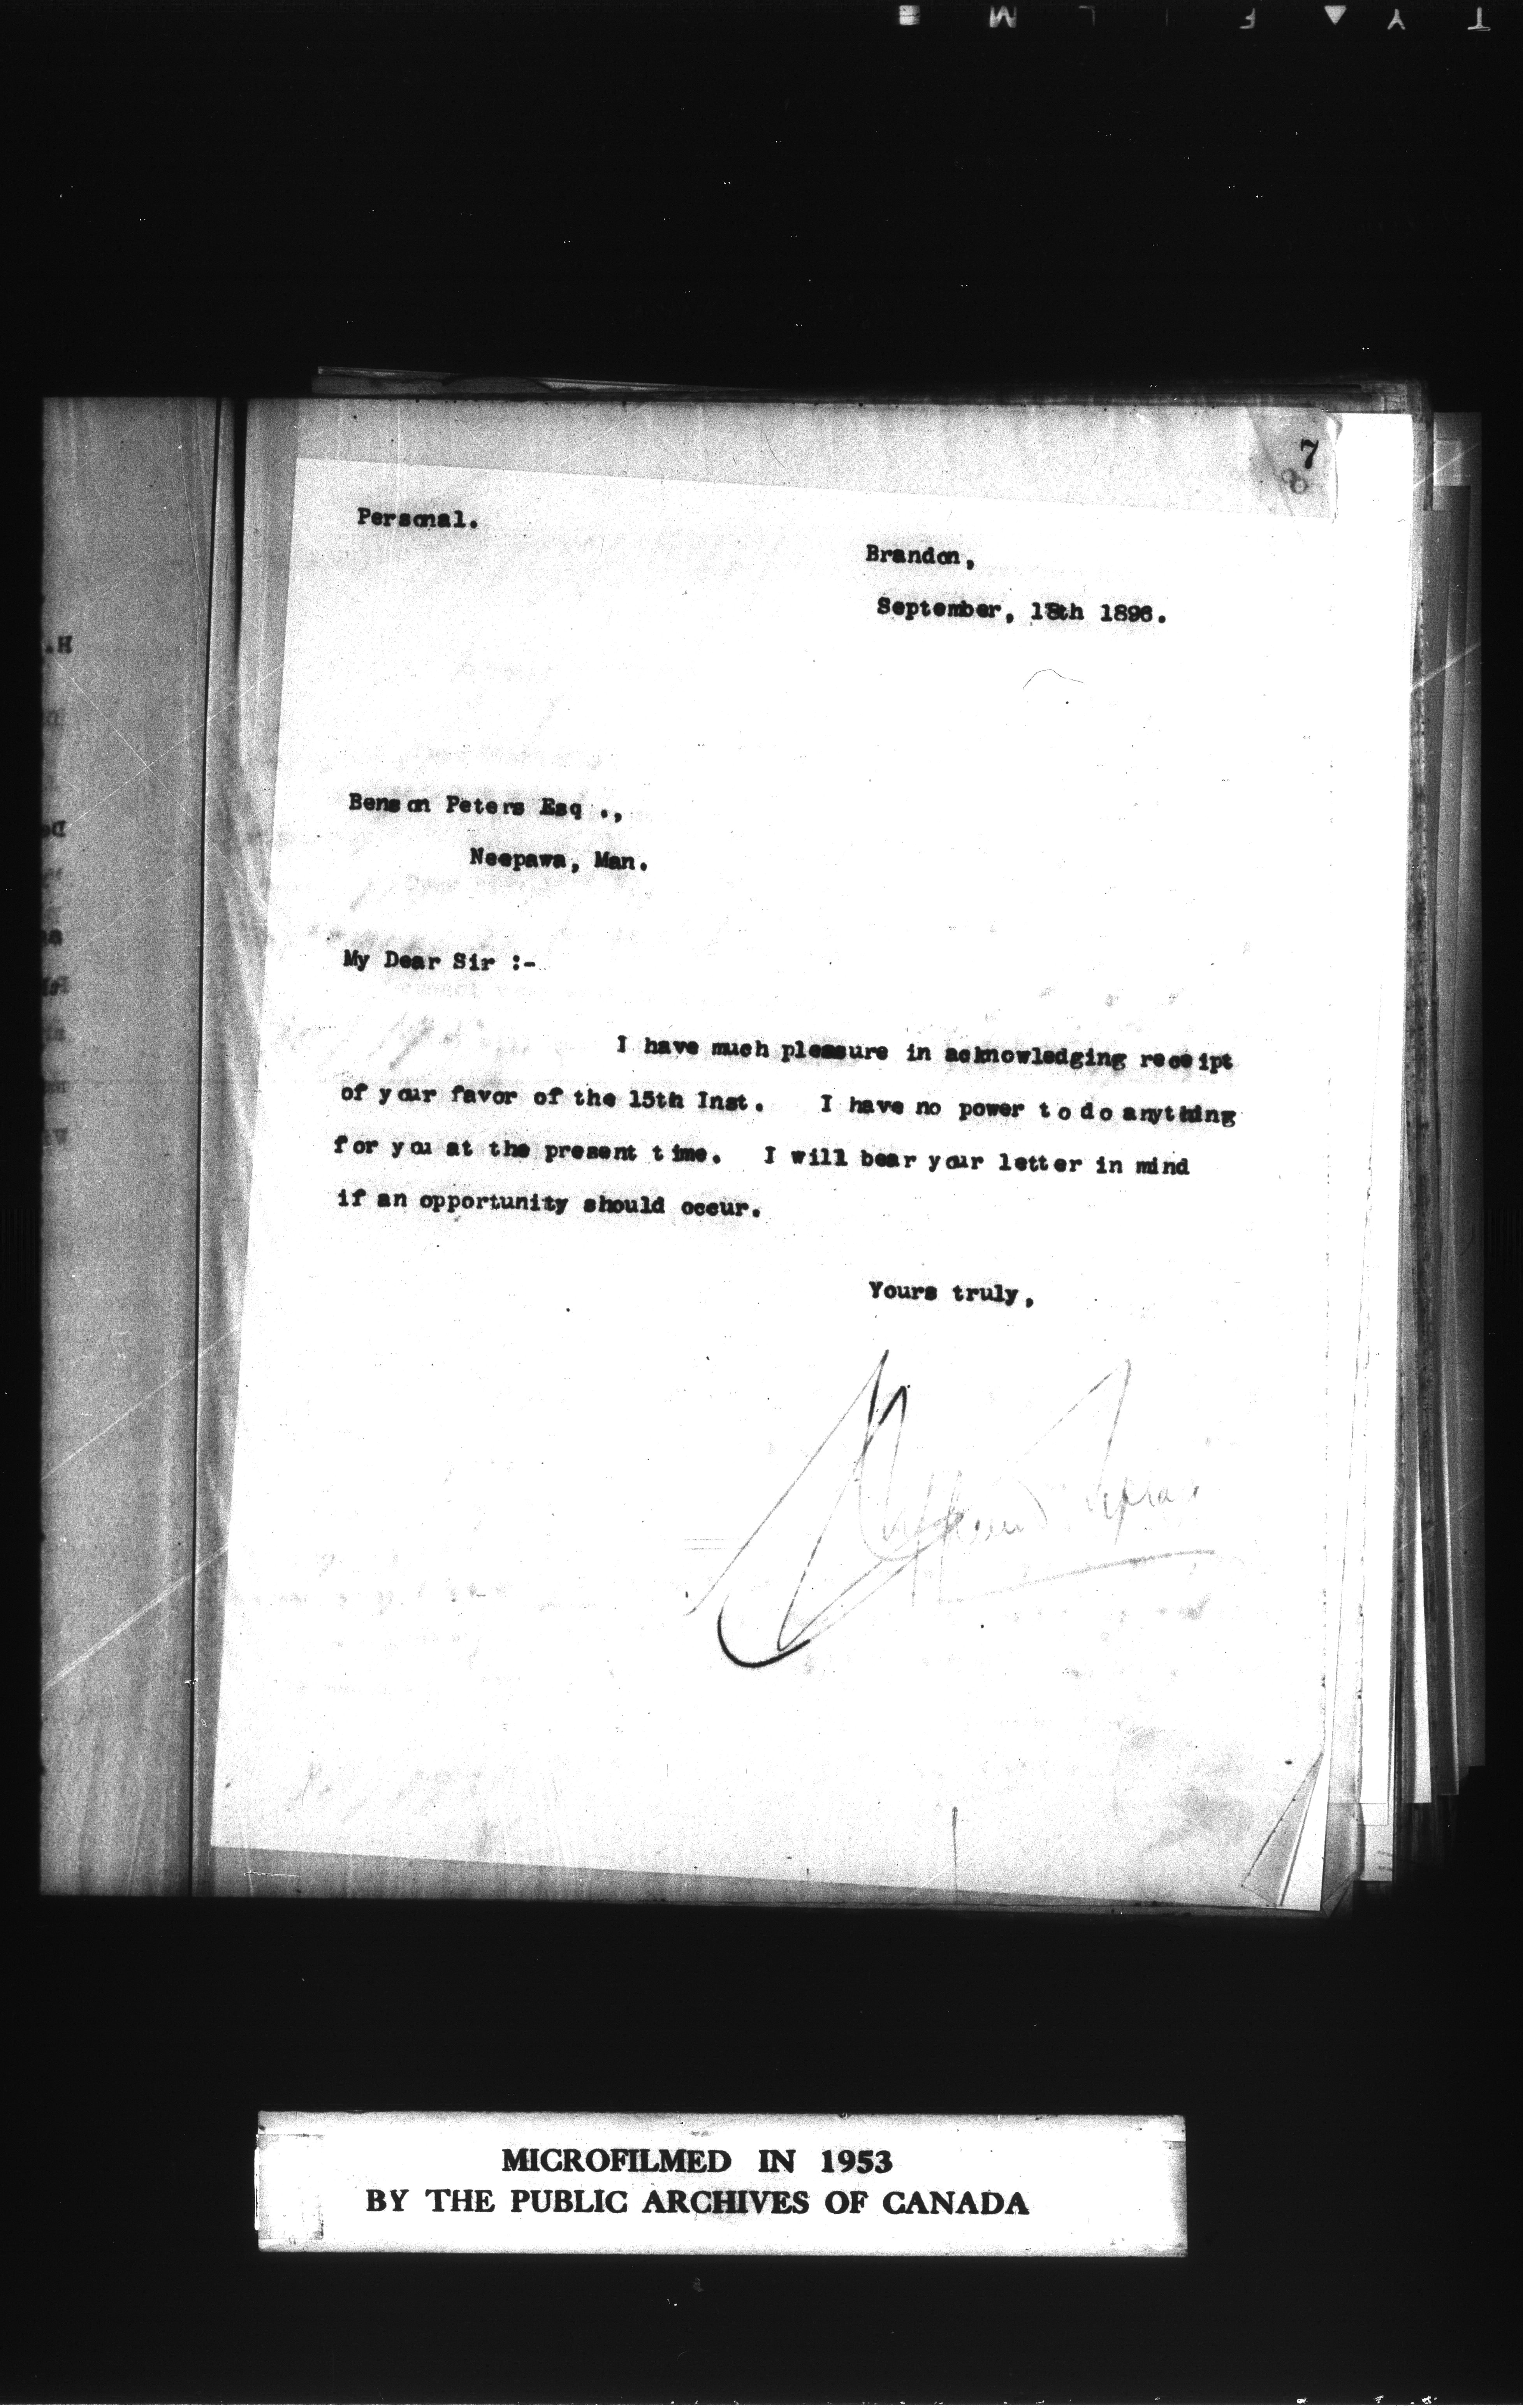 7
8
Personal.
Brandon,
September, 18th 1896.
Benson Peters Esq .,
Neepawa, Man.
My Dear Sir :-
I have much pleasure in acknowledging receipt
of your favor of the 15th Inst. I have no power to do anything
for you at the present time. I will bear your letter in mind
if an opportunity should occur.
Yours truly,
MICROFILMED IN 1953
BY THE PUBLIC ARCHIVES OF CANADA